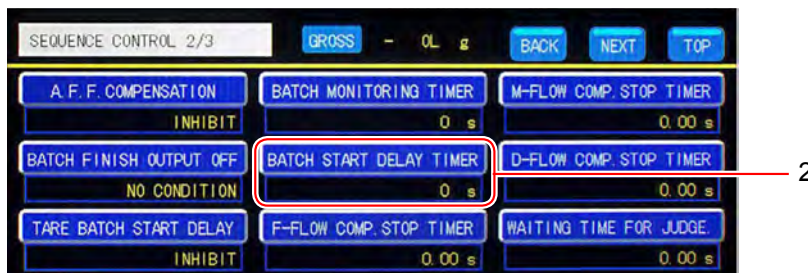 SEQUENCE CONTROL 2/3 GROSS - OL g BACK NEXT TOP
A.F.F. COMPENSATION BATCH MONITORING TIMER M-FLOW COMP.STOP TIMER
INHIBIT 0 s 0.00 s
BATCH FINISH OUTPUT OFF BATCH START DELAY TIMER D-FLOW COMP.STOP TIMER
NO CONDITION 0 s 0.00 s
2
TARE BATCH START DELAY F-FLOW COMP.STOP TIMER WAITING TIME FOR JUDGE.
INHIBIT 0.00 s 0.00 s